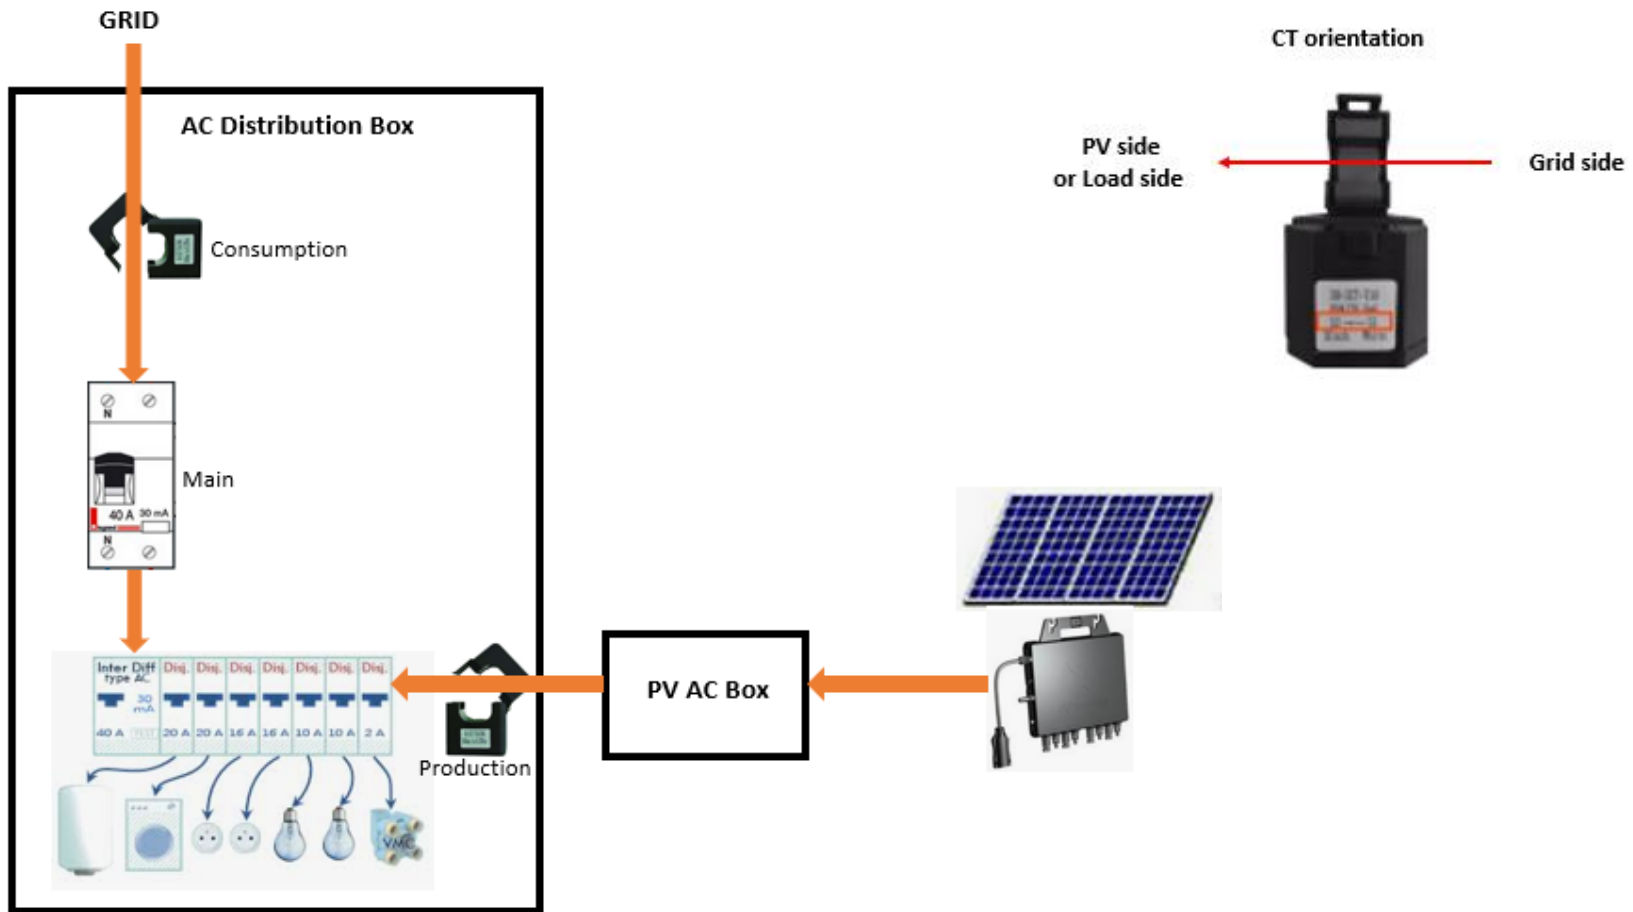 GRID
CT orientation
AC Distribution Box
PV side
or Load side
Grid side
Consumption
N
Main
40 A 30 mA
N
Inter Diff
type AC
30
mA
40 A
TEST
Disj. Disj. Disj. Disj. Disj. Disj. Disj.
20 A 20 A 16 A 16 A 10 A 10 A 2 A
Production
PV AC Box
VMC